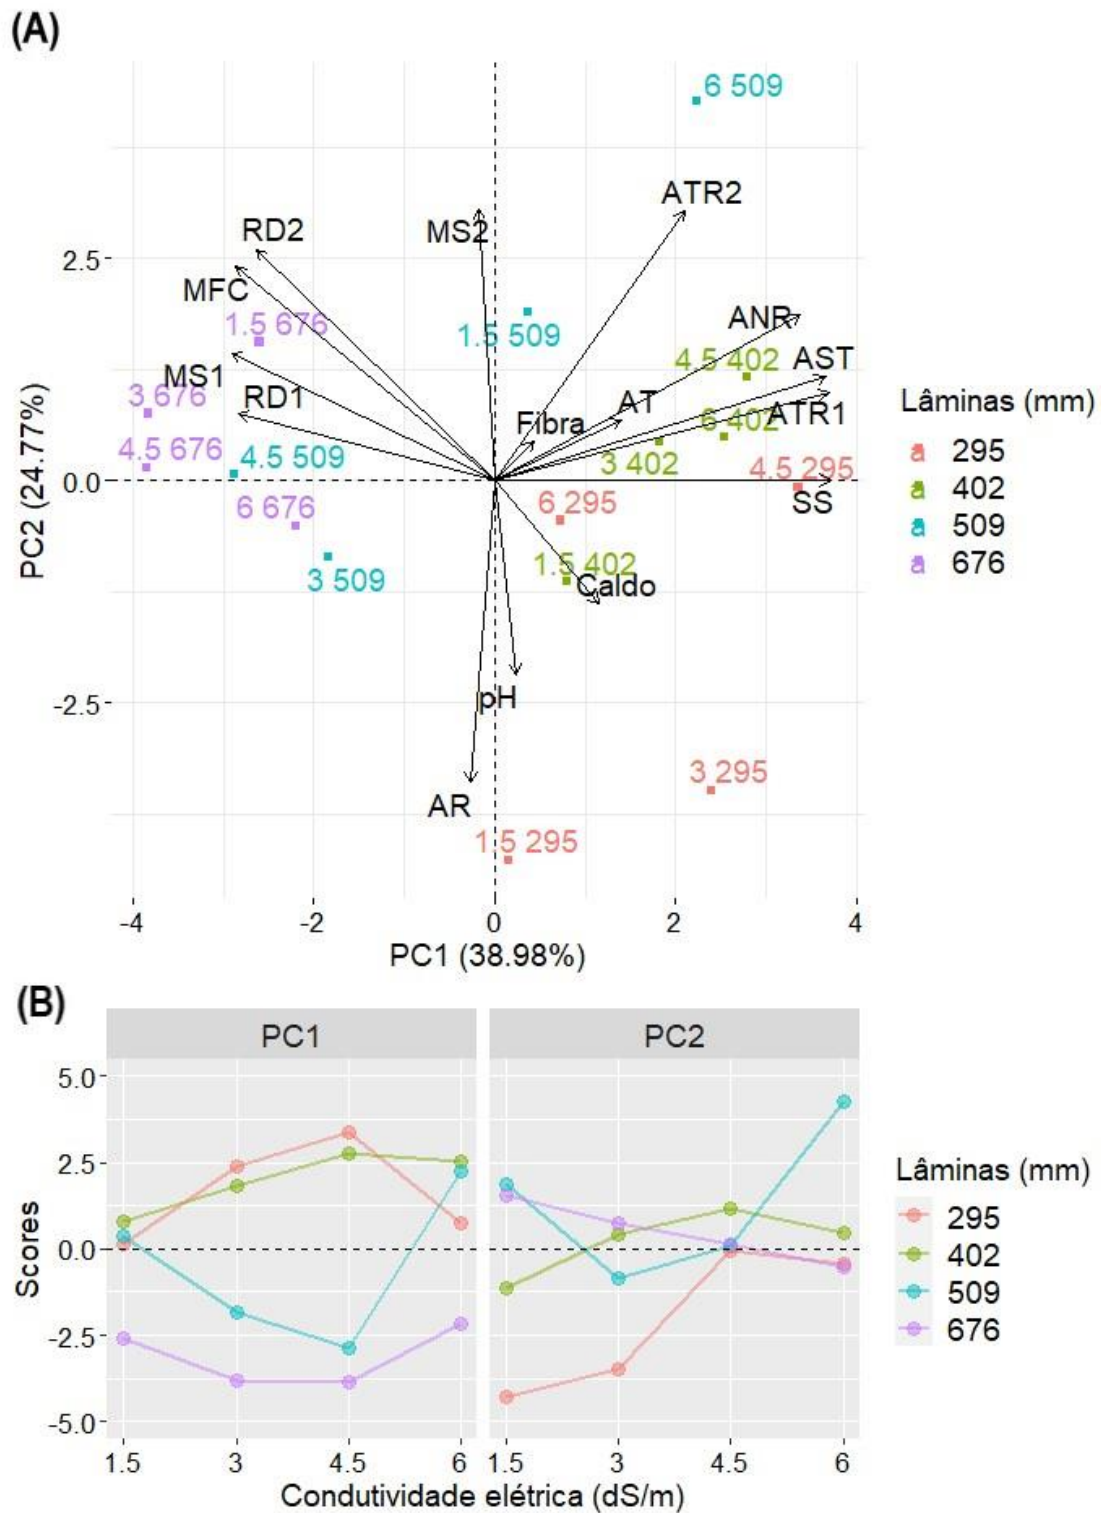 (A)
6 509
ATR2
RD2
MS2
2.5
MFC
ANR
1.5 676
1.5 509
4.5 402
AST
MS1
3 676
RD1
AT
6 402
ATR1
Fibra
4.5 676
4.5 509
3 402
4.5 295
0.0
SS
6 676
6 295
3 509
1.5 402
Caldo
pH
-2.5
3 295
AR
1.5 295
-4
-2
0
2
4
PC1 (38.98%)
PC2 (24.77%)
Lâminas (mm)
a 295
a 402
a 509
a 676
(B)
PC1
PC2
5.0
2.5
0.0
-2.5
-5.0
Scores
1.5 3 4.5 6
1.5 3 4.5 6
Condutividade elétrica (dS/m)
Lâminas (mm)
295
402
509
676